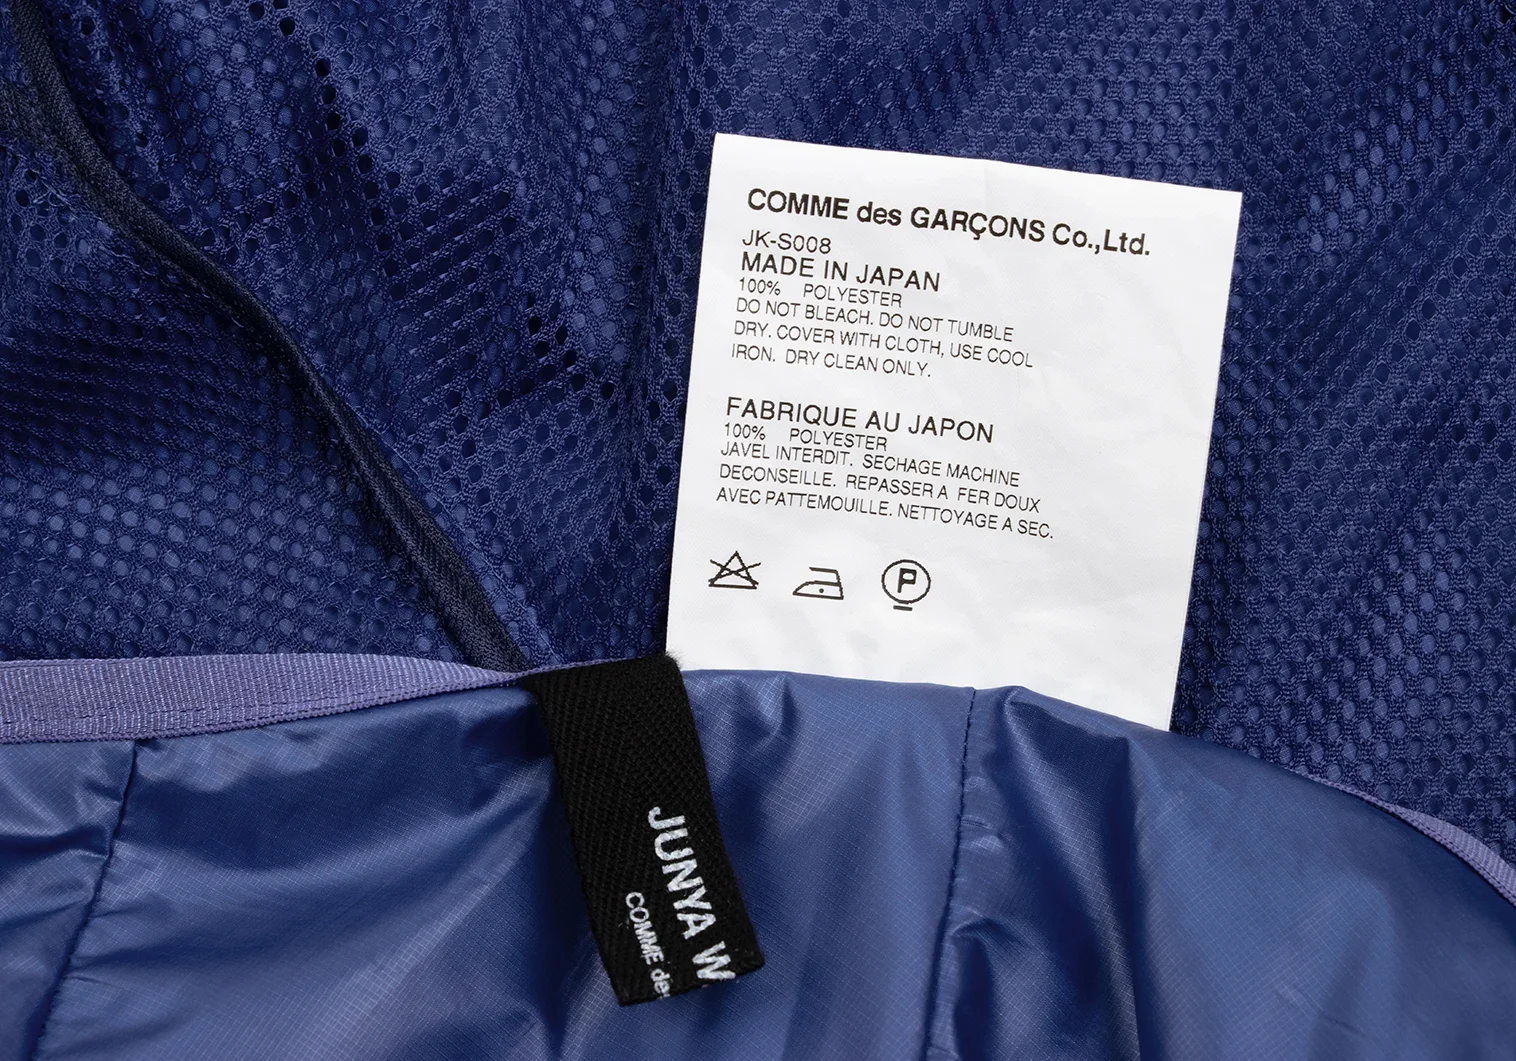 COMME des GARÇONS Co.,Ltd.
JK-S008
MADE IN JAPAN
100% POLYESTER
DO NOT BLEACH. DO NOT TUMBLE
DRY. COVER WITH CLOTH, USE COOL
IRON. DRY CLEAN ONLY.
FABRIQUE AU JAPON
100% POLYESTER
JAVEL INTERDIT. SECHAGE MACHINE
DECONSEILLE. REPASSER A FER DOUX
AVEC PATTEMOUILLE. NETTOYAGE A SEC.
P
JUNYA W
COMME des